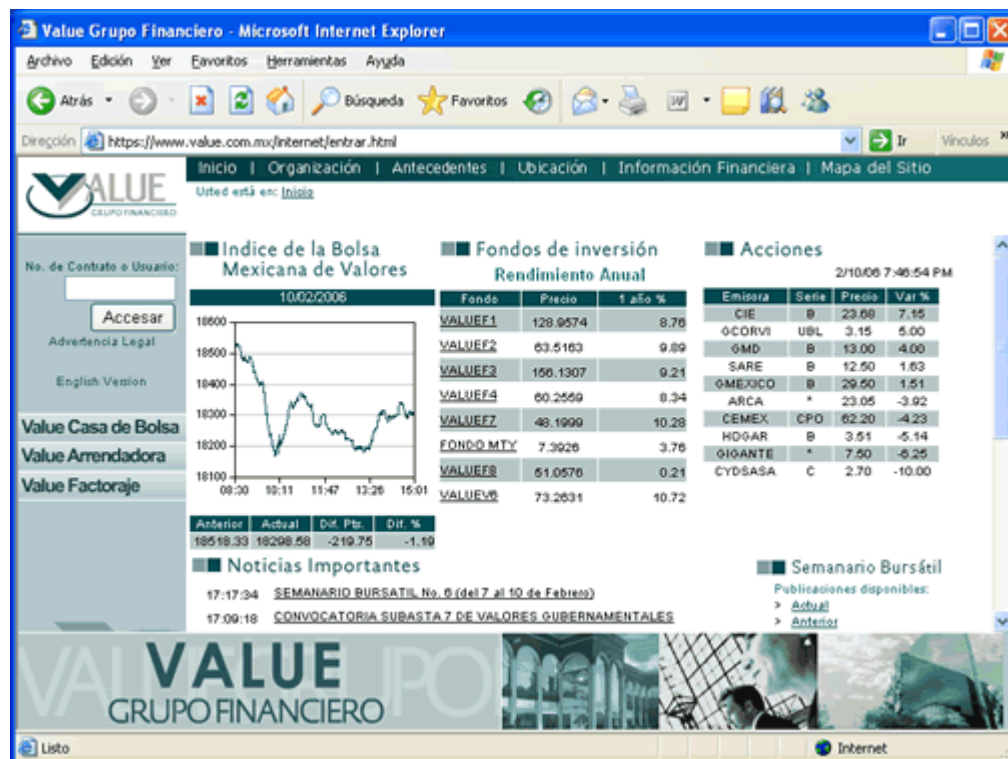 Value Grupo Financiero - Microsoft Internet Explorer
Archivo Edición Ver Favoritos Herramientas Ayuda
Atrás Búsqueda Favoritos
Dirección https://www.value.com.mx/internet/entrar.html Ir Vínculos »
VALUE
GRUPO FINANCIERO
Inicio | Organización | Antecedentes | Ubicación | Información Financiera | Mapa del Sitio
Usted está en: Inicio
No. de Contrato o Usuario:
Accesar
Advertencia Legal
English Version
Value Casa de Bolsa
Value Arrendadora
Value Factoraje
Indice de la Bolsa
Mexicana de Valores
10/02/2006
18600
18500
18400
18300
18200
18100
09:30 10:11 11:47 13:26 15:01
Anterior Actual Dif. Pts. Dif. %
18518.33 18298.58 -219.75 -1.19
Fondos de inversión
Rendimiento Anual
Fondo Precio 1 año %
VALUEF1 128.9574 8.76
VALUEF2 63.5163 9.89
VALUEF3 156.1307 9.21
VALUEF4 60.2559 8.34
VALUEF7 48.1999 10.28
FONDO MTY 7.3926 3.76
VALUEF8 51.0576 0.21
VALUEV6 73.2631 10.72
Acciones
2/10/06 7:46:54 PM
Emisora Serie Precio Var %
CIE B 23.68 7.15
GCORVI UBL 3.15 5.00
GMD B 13.00 4.00
SARE B 12.50 1.63
GMEXICO B 29.50 1.51
ARCA * 23.05 -3.92
CEMEX CPO 62.20 -4.23
HOGAR B 3.51 -5.14
GIGANTE * 7.50 -6.25
CYDSASA C 2.70 -10.00
Noticias Importantes
17:17:34 SEMANARIO BURSATIL No. 6 (del 7 al 10 de Febrero)
17:09:18 CONVOCATORIA SUBASTA 7 DE VALORES GUBERNAMENTALES
Semanario Bursátil
Publicaciones disponibles:
> Actual
> Anterior
VALUE
GRUPO FINANCIERO
Listo Internet